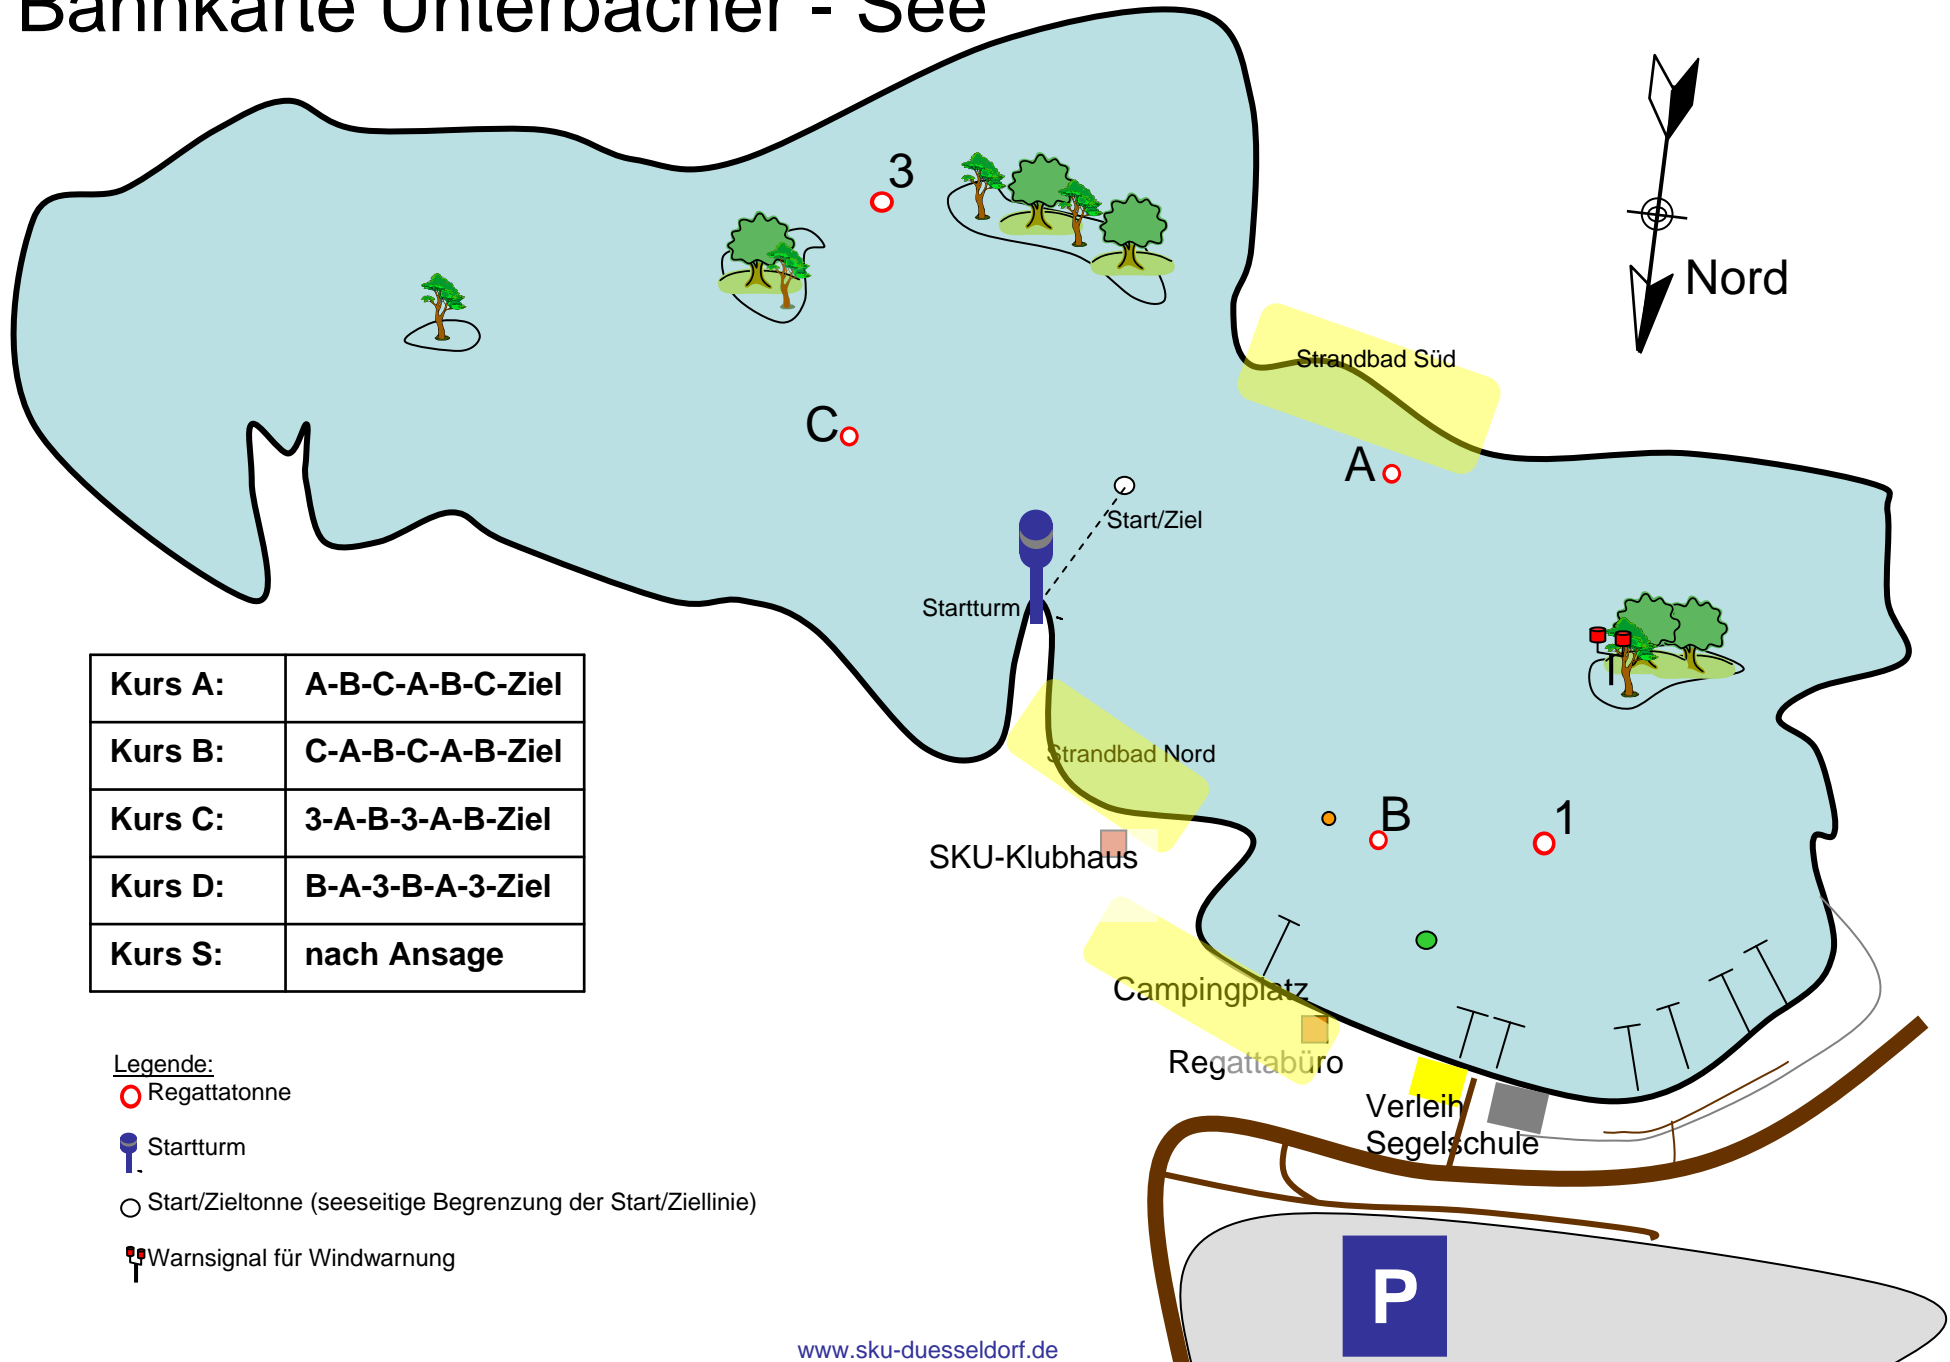 Bahnkarte Unterbacher - See
3
Nord
Strandbad Süd
C
A
Start/Ziel
Startturm
Kurs A: A-B-C-A-B-C-Ziel
Kurs B: C-A-B-C-A-B-Ziel
Kurs C: 3-A-B-3-A-B-Ziel
Kurs D: B-A-3-B-A-3-Ziel
Kurs S: nach Ansage
Strandbad Nord
B
1
SKU-Klubhaus
Campingplatz
Regattabüro
Verleih
Segelschule
Legende:
Regattatonne
Startturm
Start/Zieltonne (seeseitige Begrenzung der Start/Ziellinie)
Warnsignal für Windwarnung
P
www.sku-duesseldorf.de